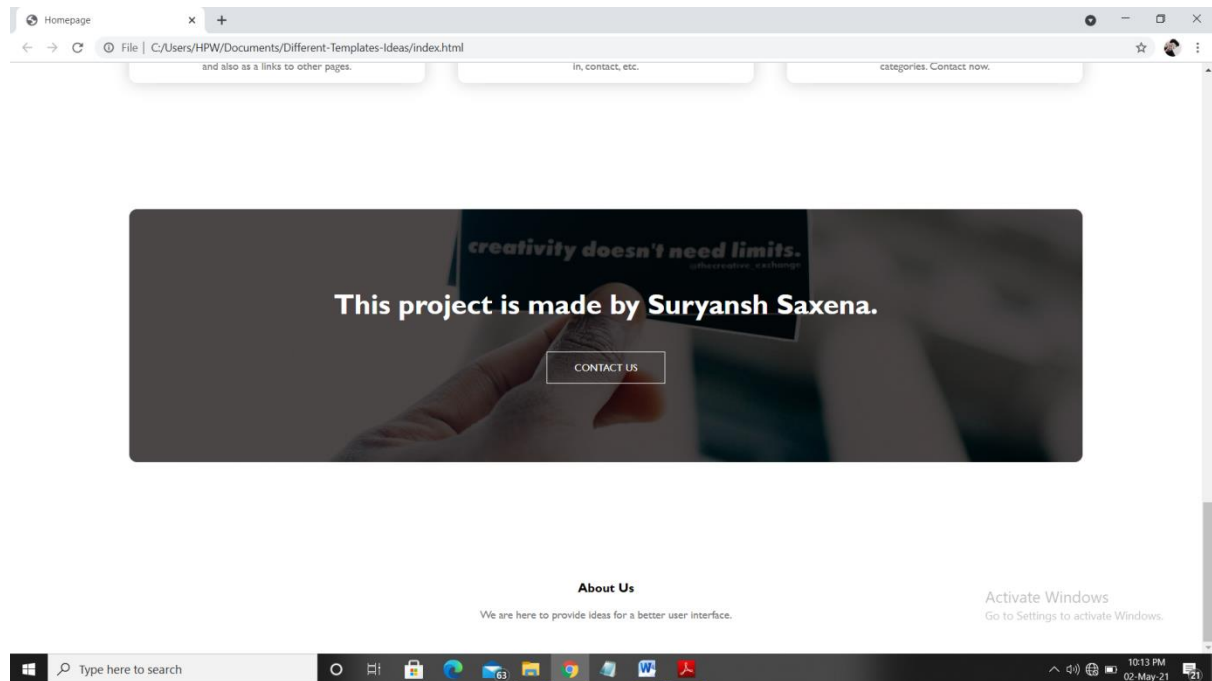 Homepage
File | C:/Users/HPW/Documents/Different-Templates-Ideas/index.html
and also as a links to other pages.
in, contact, etc.
categories. Contact now.
creativity doesn't need limits.
@thecreative_exchange
This project is made by Suryansh Saxena.
CONTACT US
About Us
We are here to provide ideas for a better user interface.
Activate Windows
Go to Settings to activate Windows.
Type here to search
63
W
10:13 PM
02-May-21
21